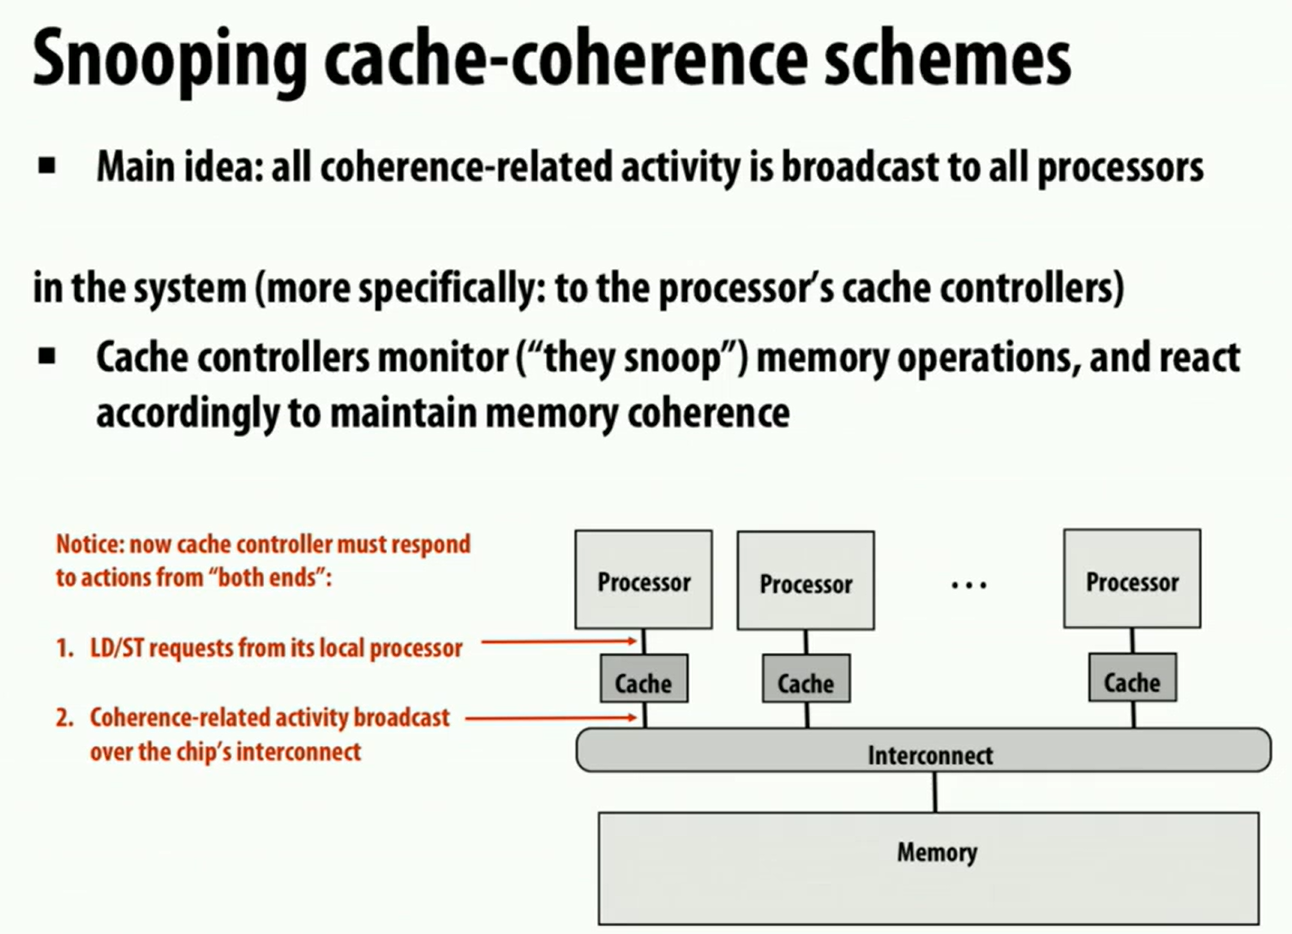 Snooping cache-coherence schemes
■ Main idea: all coherence-related activity is broadcast to all processors
in the system (more specifically: to the processor's cache controllers)
■ Cache controllers monitor (“they snoop”) memory operations, and react
accordingly to maintain memory coherence
Notice: now cache controller must respond
to actions from “both ends”:
1. LD/ST requests from its local processor
2. Coherence-related activity broadcast
over the chip's interconnect
Processor
Processor
...
Processor
Cache
Cache
Cache
Interconnect
Memory